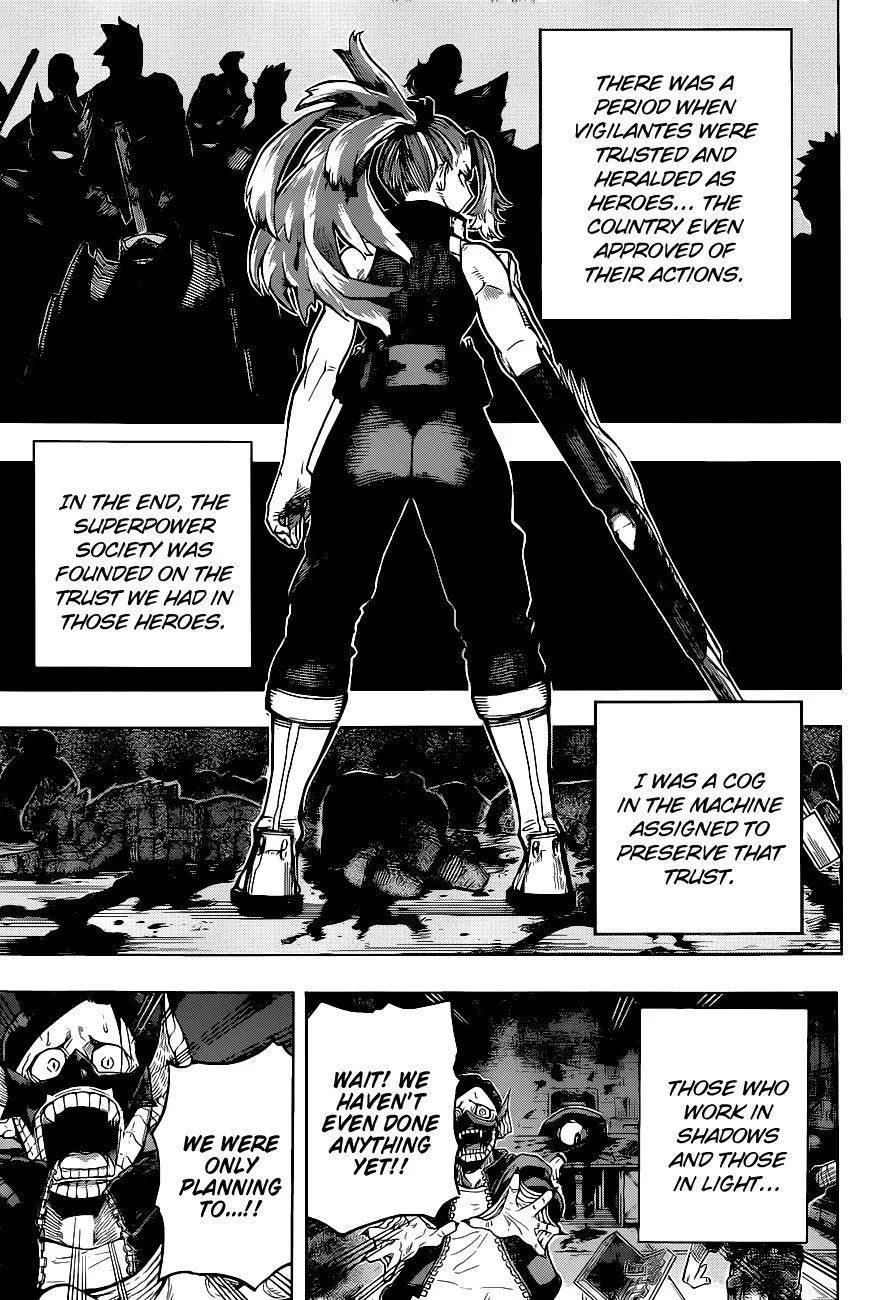 THERE WAS A
PERIOD WHEN
VIGILANTES WERE
TRUSTED AND
HERALDED AS
HEROES... THE
COUNTRY EVEN
APPROVED OF
THEIR ACTIONS.
IN THE END, THE
SUPERPOWER
SOCIETY WAS
FOUNDED ON THE
TRUST WE HAD IN
THOSE HEROES.
I WAS A COG
IN THE MACHINE
ASSIGNED TO
PRESERVE THAT
TRUST.
THOSE WHO
WORK IN
SHADOWS
AND THOSE
IN LIGHT...
WAIT! WE
HAVEN'T
EVEN DONE
ANYTHING
YET!!
WE WERE
ONLY
PLANNING
TO...!!